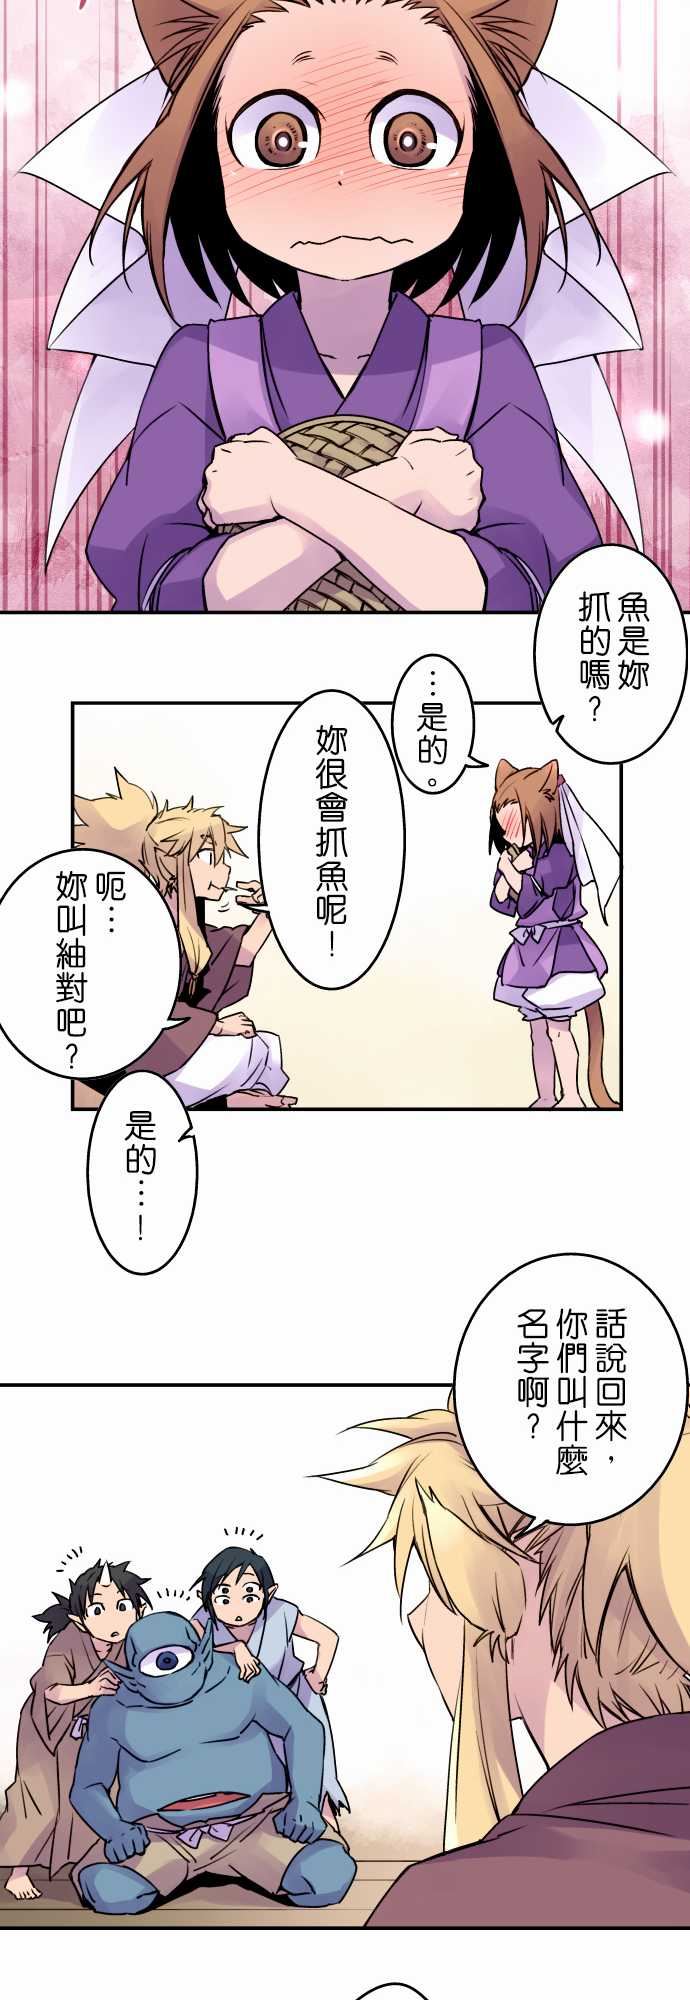 魚是妳
抓的嗎？
…是的。
妳很會抓魚呢！
呃…
妳叫紬對吧？
是的…！
話說回來，
你們叫什麼
名字啊？